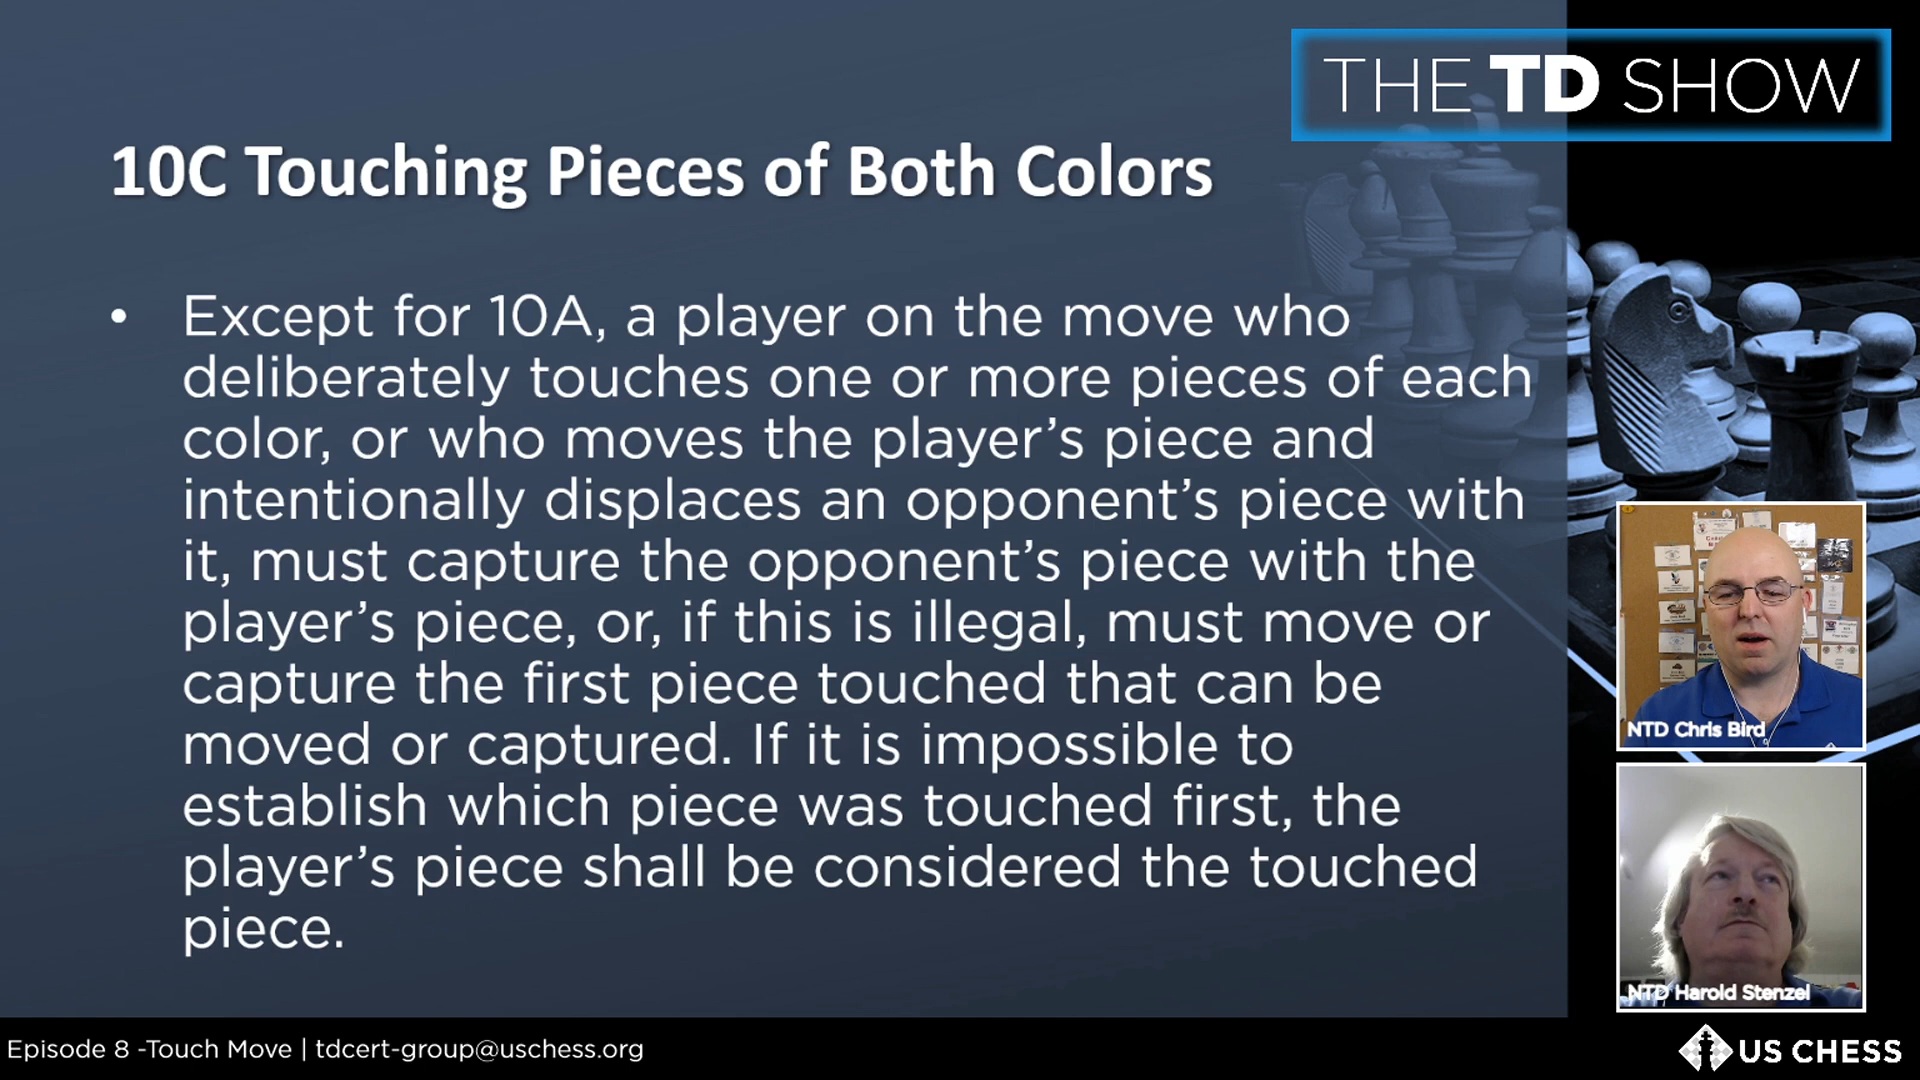 THE TD SHOW
10C Touching Pieces of Both Colors
• Except for 10A, a player on the move who
deliberately touches one or more pieces of each
color, or who moves the player’s piece and
intentionally displaces an opponent’s piece with
it, must capture the opponent’s piece with the
player’s piece, or, if this is illegal, must move or
capture the first piece touched that can be
moved or captured. If it is impossible to
establish which piece was touched first, the
player’s piece shall be considered the touched
piece.
NTD Chris Bird
NTD Harold Stenzel
Episode 8 -Touch Move | tdcert-group@uschess.org
US CHESS